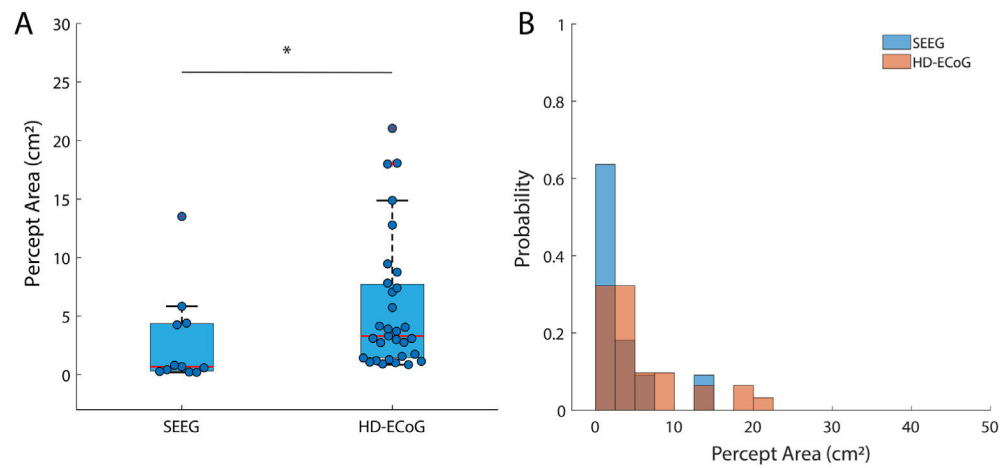 A
30
25
20
15
10
5
0
Percept Area (cm²)
*
SEEG
HD-ECoG
B
1
0.8
0.6
0.4
0.2
0
Probability
SEEG
HD-ECoG
0 10 20 30 40 50
Percept Area (cm²)